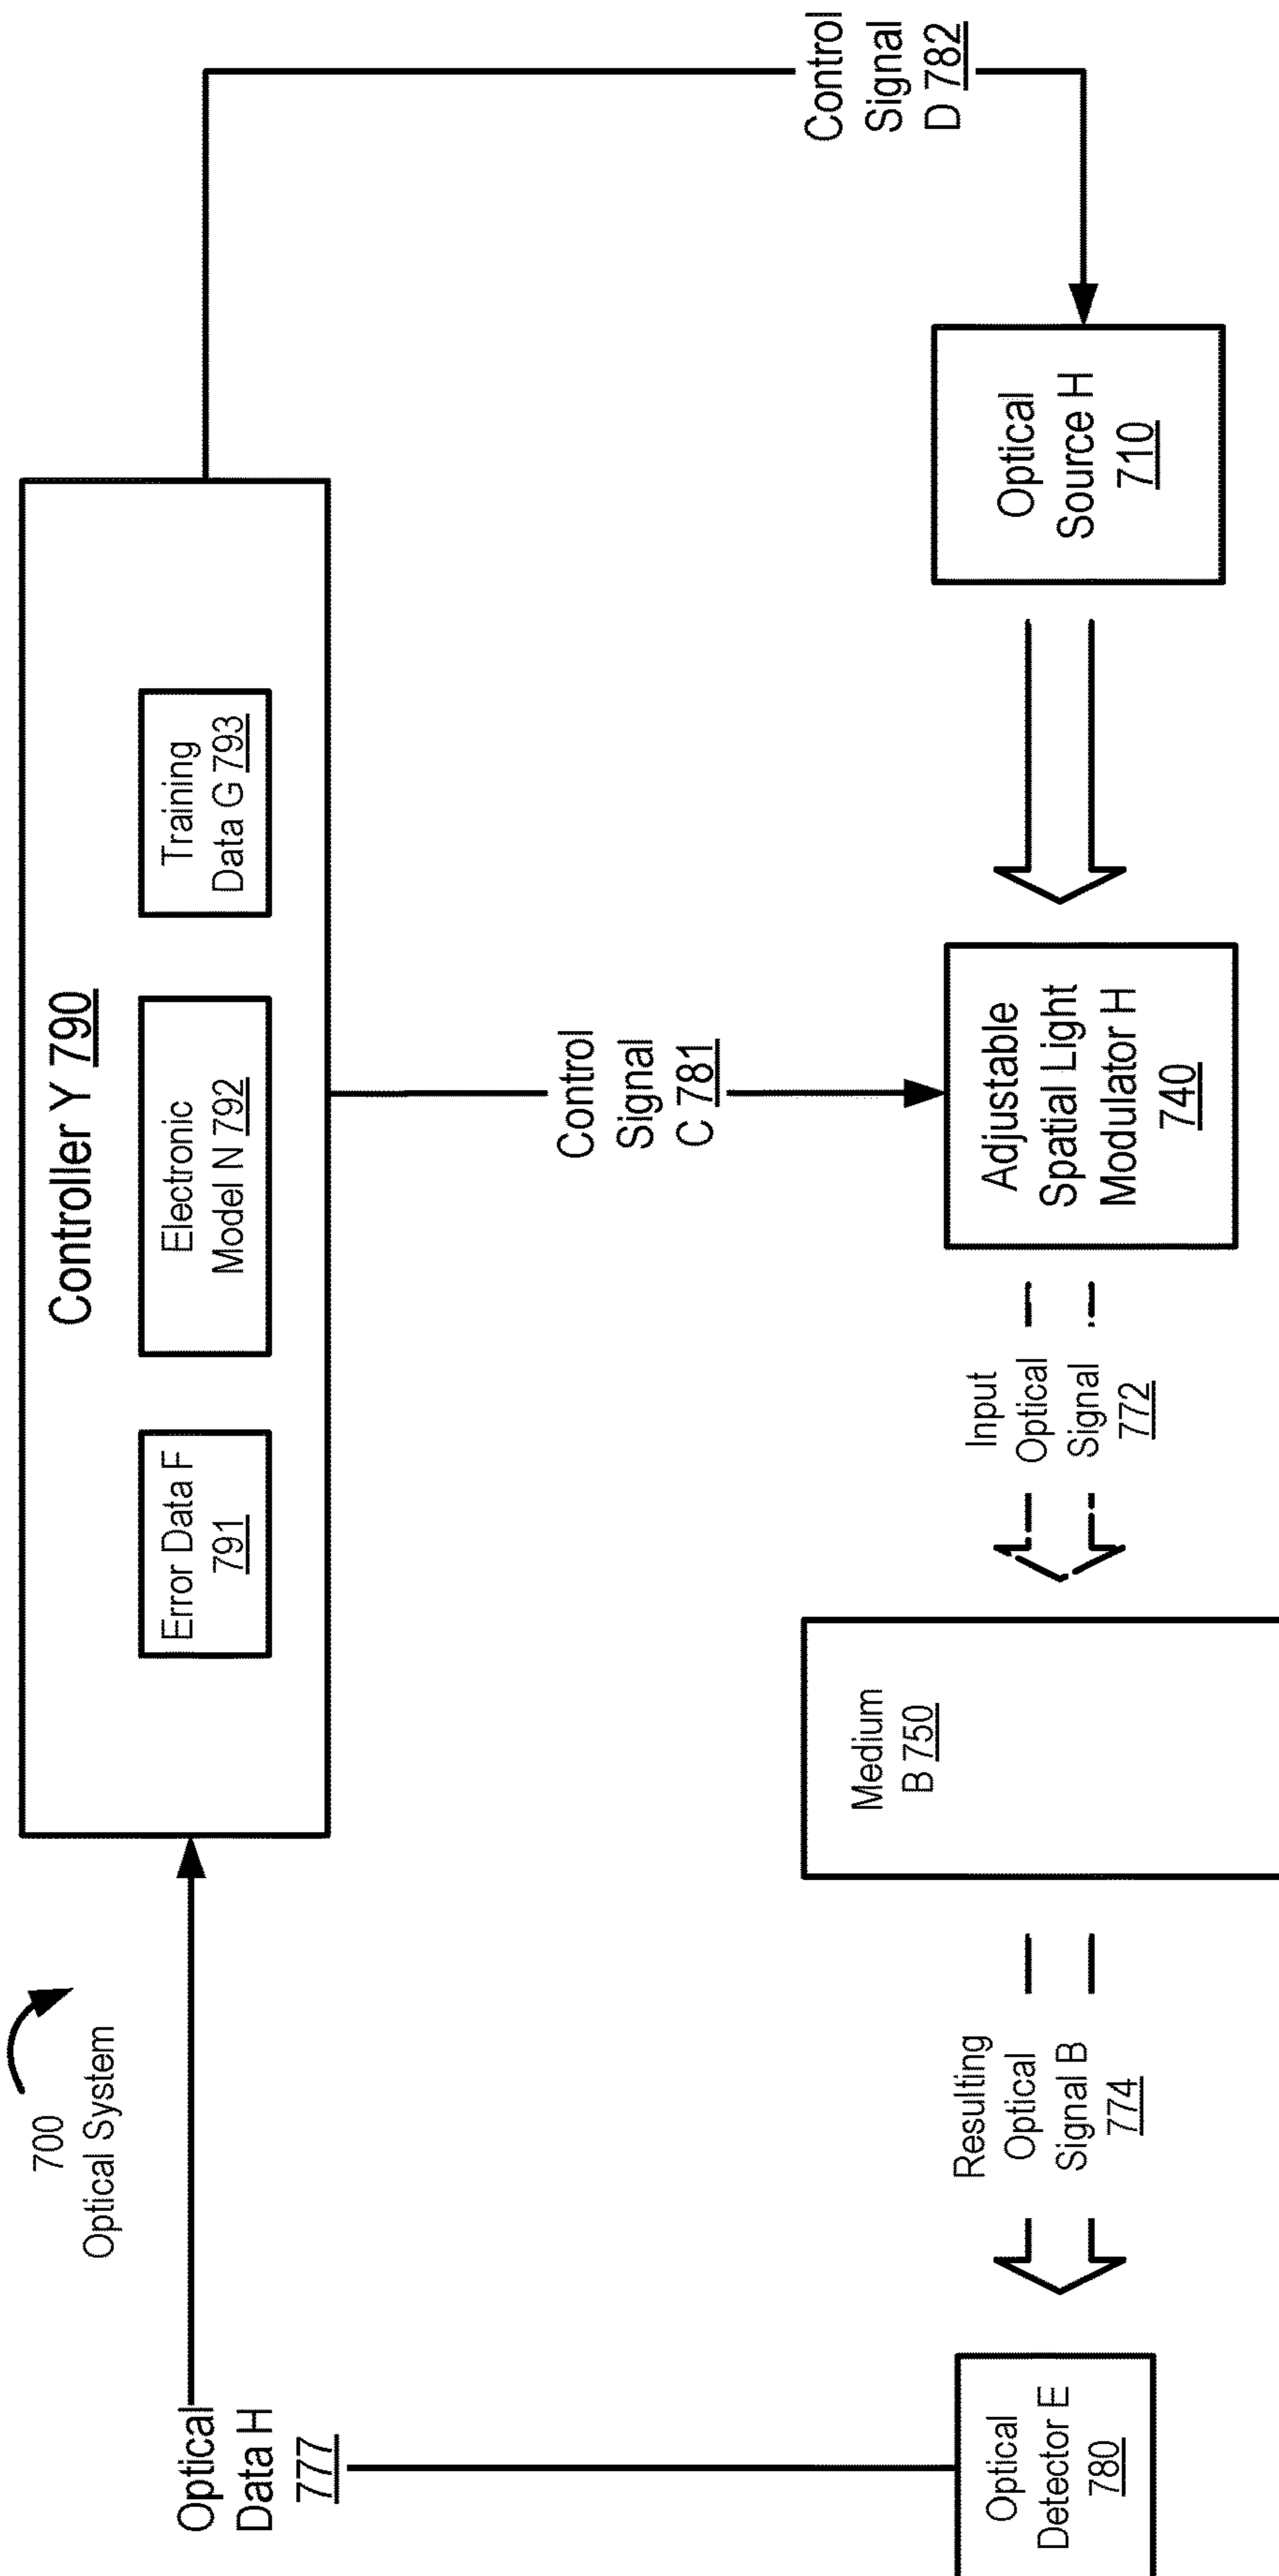 700
Optical System
Controller Y 790
Error Data F
791
Electronic
Model N 792
Training
Data G 793
Optical
Data H
777
Control
Signal
C 781
Control
Signal
D 782
Optical
Detector E
780
Resulting
Optical
Signal B
774
Medium
B 750
Input
Optical
Signal
772
Adjustable
Spatial Light
Modulator H
740
Optical
Source H
710